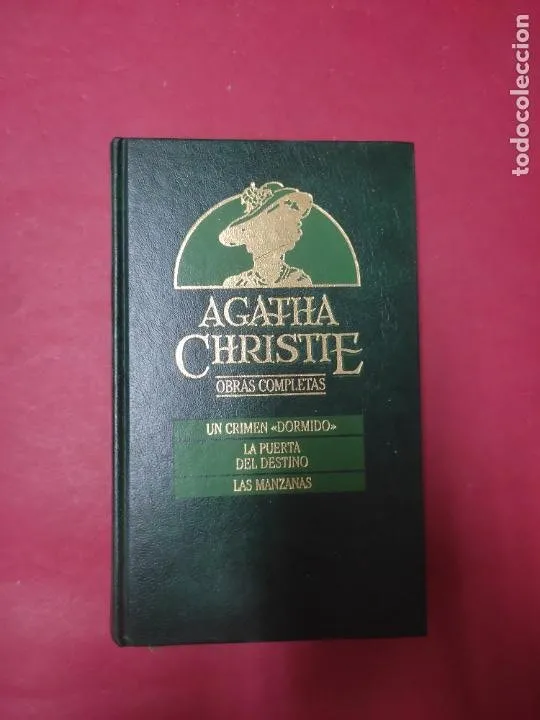 AGATHA
CHRISTIE
OBRAS COMPLETAS
UN CRIMEN «DORMIDO»
LA PUERTA
DEL DESTINO
LAS MANZANAS
todocoleccion